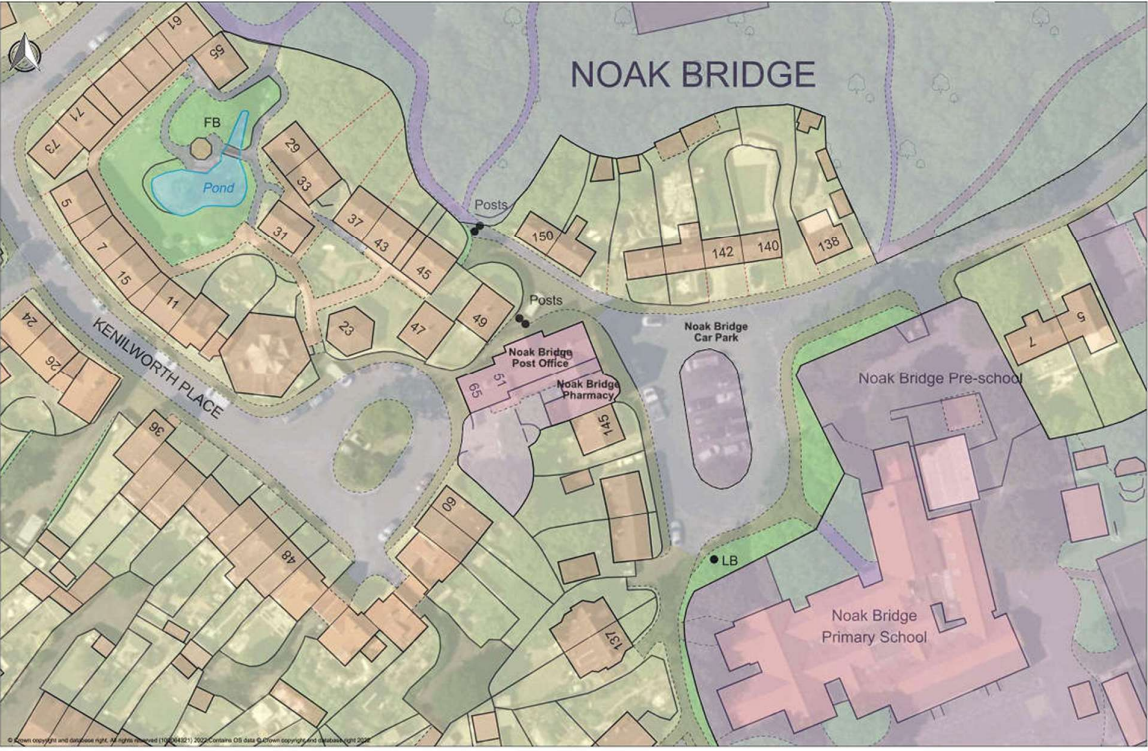 NOAK BRIDGE
61
55
71
73
FB
Pond
29
33
31
5
7
15
11
37
43
45
Posts
150
142
140
138
Posts
23
47
49
24
26
KENILWORTH PLACE
Noak Bridge
Car Park
Noak Bridge
Post Office
51
65
Noak Bridge
Pharmacy
145
Noak Bridge Pre-school
5
7
36
48
60
LB
137
Noak Bridge
Primary School